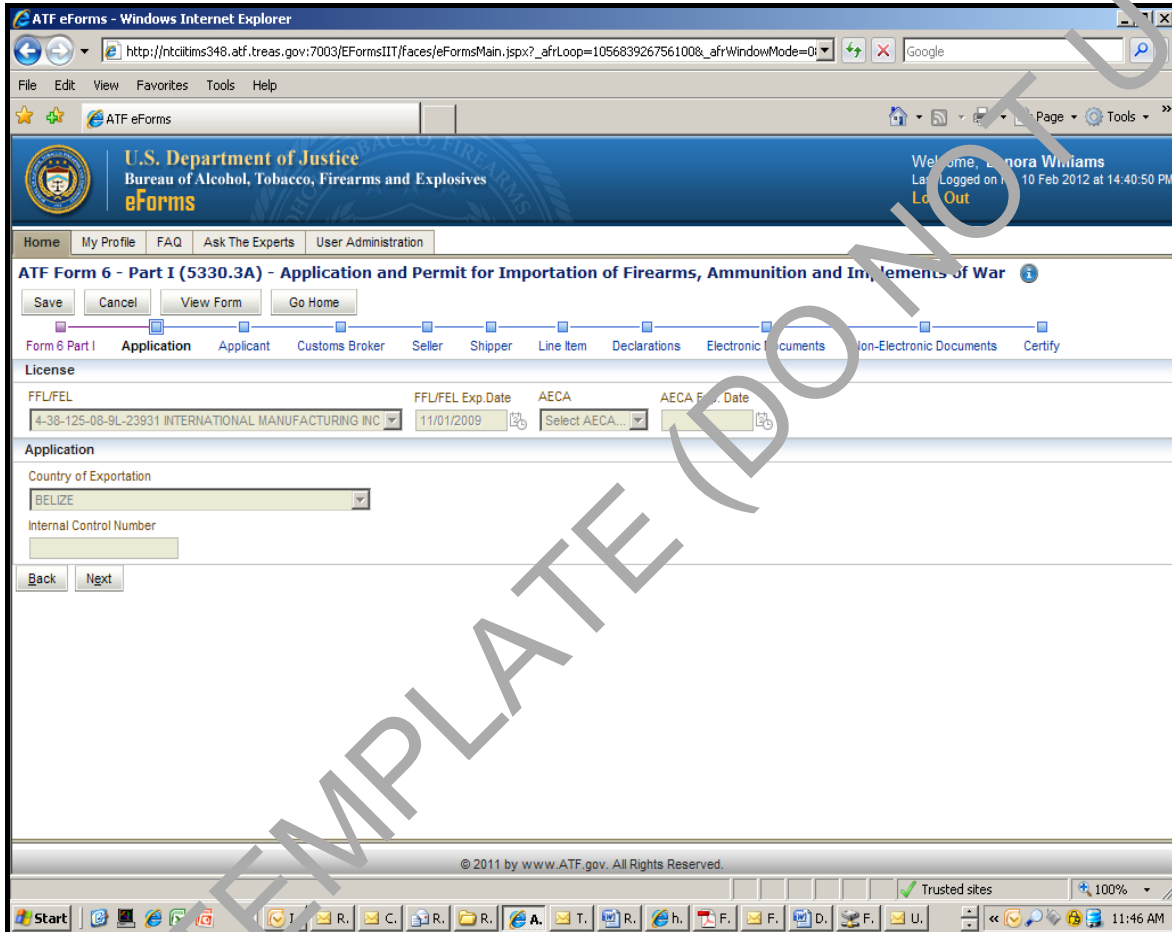 ATF eForms - Windows Internet Explorer
http://ntciitims348.atf.treas.gov:7003/EFormsIIT/faces/eFormsMain.jspx?_afrLoop=1056839267561008&_afrWindowMode=0
Google
File Edit View Favorites Tools Help
ATF eForms
Page Tools »
U.S. Department of Justice
Bureau of Alcohol, Tobacco, Firearms and Explosives
eForms
Williams
Logged on 10 Feb 2012 at 14:40:50 PM
Out
Home My Profile FAQ Ask The Experts User Administration
ATF Form 6 - Part I (5330.3A) - Application and Permit for Importation of Firearms, Ammunition and Implements of War
Save Cancel View Form Go Home
Form 6 Part I Application Applicant Customs Broker Seller Shipper Line Item Declarations Electronic Documents Non-Electronic Documents Certify
License
FFL/FEL FFL/FEL Exp.Date AECA AECA Exp. Date
4-38-125-08-9L-23931 INTERNATIONAL MANUFACTURING INC 11/01/2009 Select AECA...
Application
Country of Exportation
BELIZE
Internal Control Number
Back Next
© 2011 by www.ATF.gov. All Rights Reserved.
Trusted sites 100%
Start I R. C. R. R. A. T. R. h. F. F. D. F. U. « 11:46 AM
TEMPLATE (DO NOT U